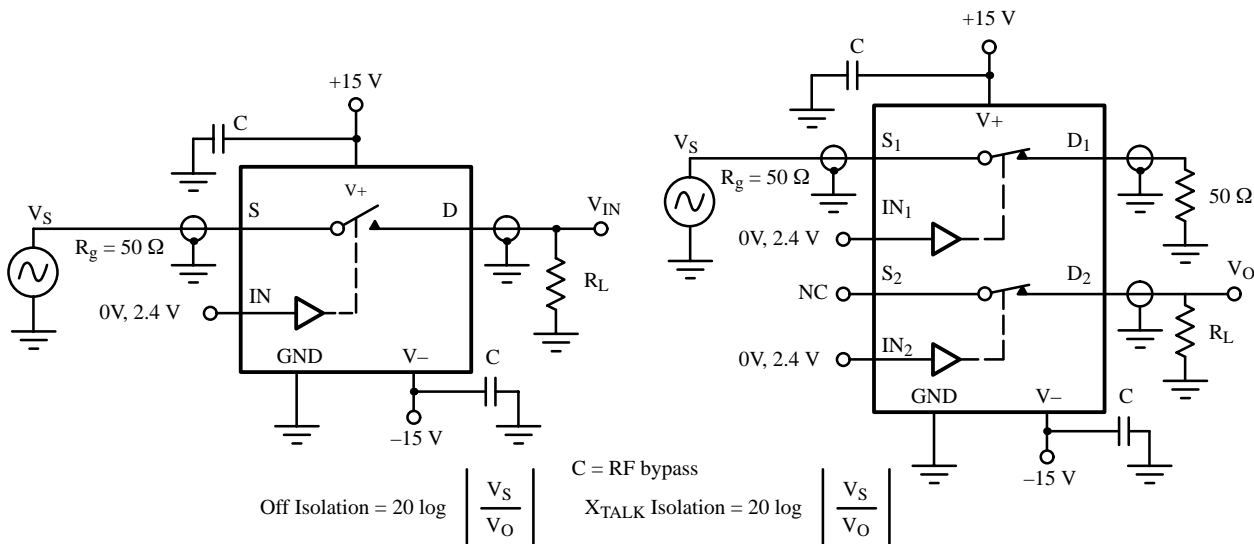 +15 V
C
V+
VS
S
D
VIN
Rg = 50 Ω
RL
IN
0V, 2.4 V
GND
V–
C
–15 V
+15 V
C
V+
VS
S1
D1
Rg = 50 Ω
50 Ω
IN1
0V, 2.4 V
S2
D2
VO
NC
RL
IN2
0V, 2.4 V
GND
V–
C
–15 V
C = RF bypass
Off Isolation = 20 log | VS / VO |
XTALK Isolation = 20 log | VS / VO |